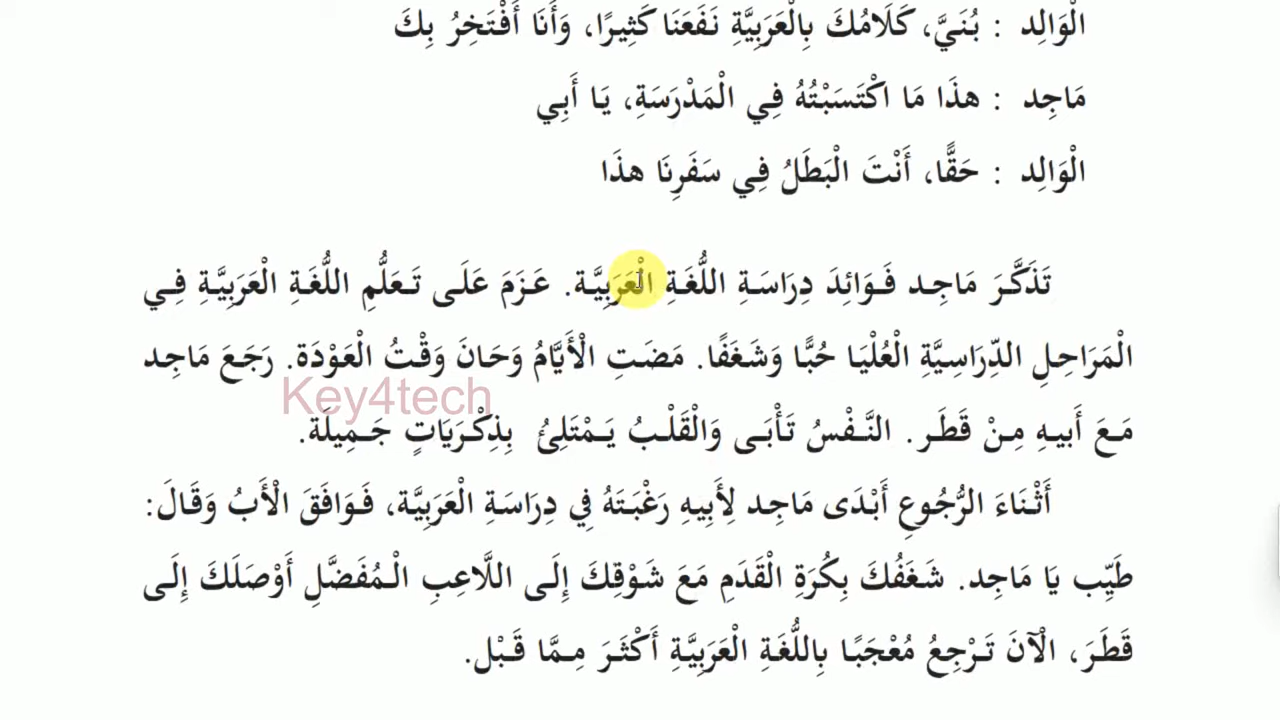 الْوَالِد : بُنَيَّ، كَلَامُكَ بِالْعَرَبِيَّةِ نَفَعَنَا كَثِيرًا، وَأَنَا أَفْتَخِرُ بِكَ
مَاجِد : هذَا مَا اكْتَسَبْتُهُ فِي الْمَدْرَسَةِ، يَا أَبِي
الْوَالِد : حَقًّا، أَنْتَ الْبَطَلُ فِي سَفَرِنَا هذَا
تَذَكَّرَ مَاجِد فَوَائِدَ دِرَاسَةِ اللُّغَةِ الْعَرَبِيَّة. عَزَمَ عَلَى تَعَلُّمِ اللُّغَةِ الْعَرَبِيَّةِ فِي
الْمَرَاحِلِ الدِّرَاسِيَّةِ الْعُلْيَا حُبًّا وَشَغَفًا. مَضَتِ الْأَيَّامُ وَحَانَ وَقْتُ الْعَوْدَة. رَجَعَ مَاجِد
Key4tech
مَعَ أَبِيهِ مِنْ قَطَر. النَّفْسُ تَأْبَى وَالْقَلْبُ يَمْتَلِئُ بِذِكْرَيَاتٍ جَمِيلَة.
أَثْنَاءَ الرُّجُوعِ أَبْدَى مَاجِد لِأَبِيهِ رَغْبَتَهُ فِي دِرَاسَةِ الْعَرَبِيَّة، فَوَافَقَ الْأَبُ وَقَالَ:
طَيِّب يَا مَاجِد. شَغَفُكَ بِكُرَةِ الْقَدَمِ مَعَ شَوْقِكَ إِلَى اللَّاعِبِ الْمُفَضَّلِ أَوْصَلَكَ إِلَى
قَطَرَ، الْآنَ تَرْجِعُ مُعْجَبًا بِاللُّغَةِ الْعَرَبِيَّةِ أَكْثَرَ مِمَّا قَبْل.